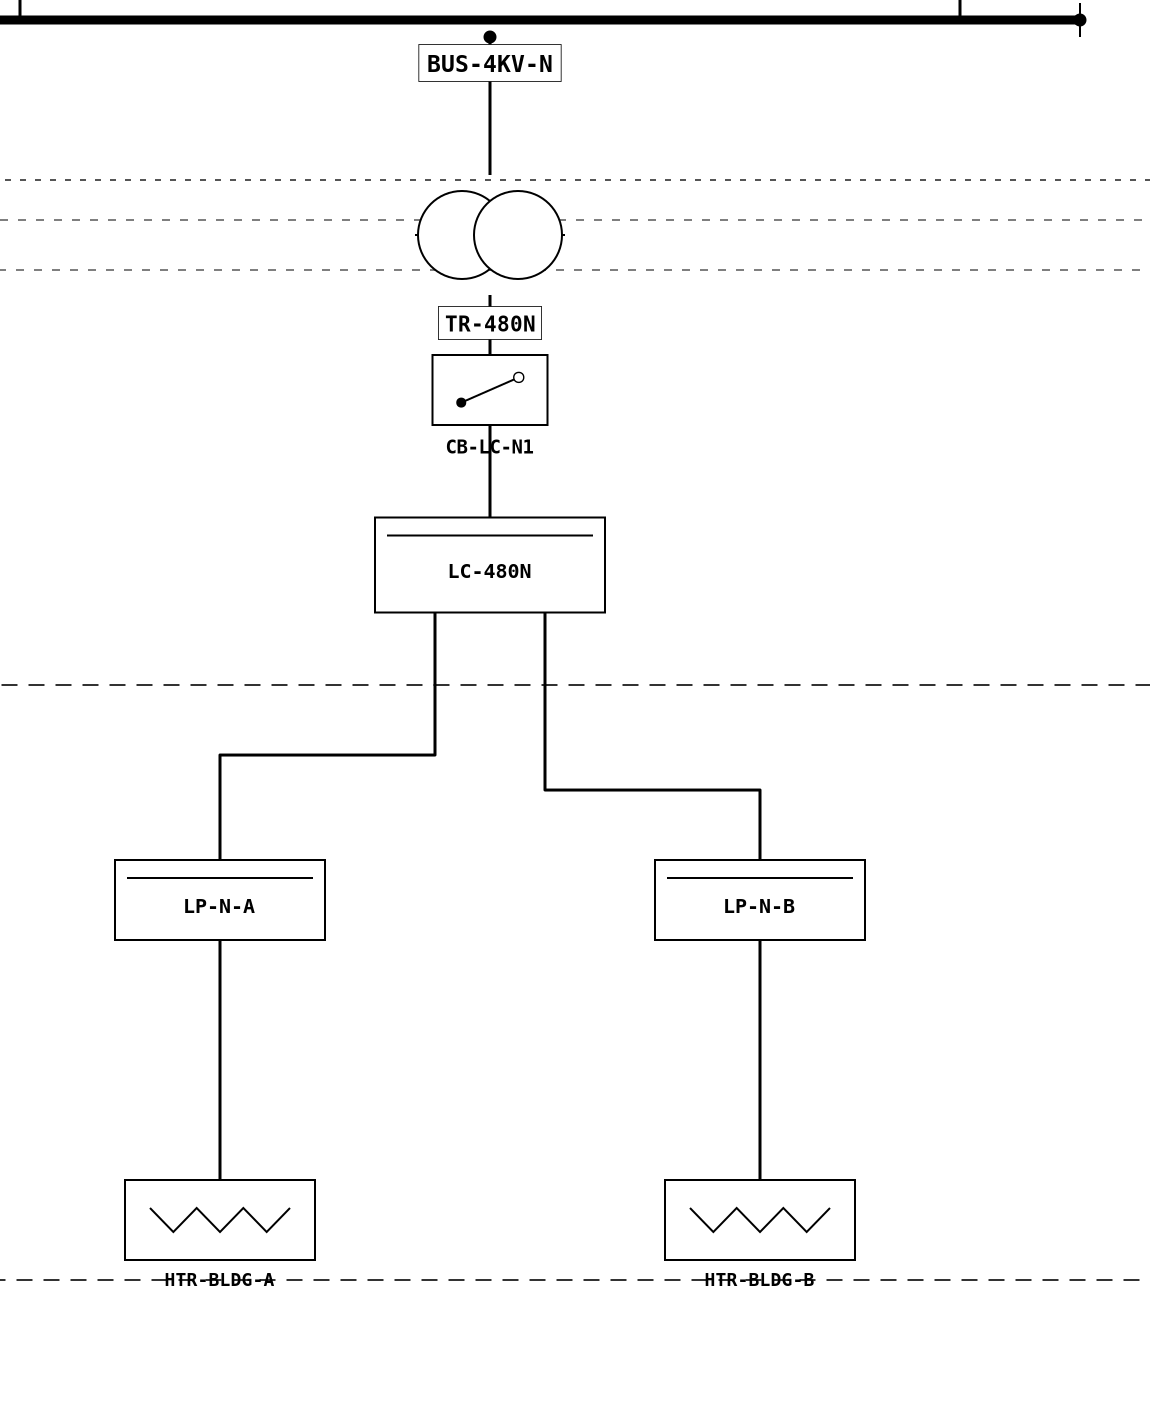 BUS-4KV-N
TR-480N
CB-LC-N1
LC-480N
LP-N-A
LP-N-B
HTR-BLDG-A
HTR-BLDG-B